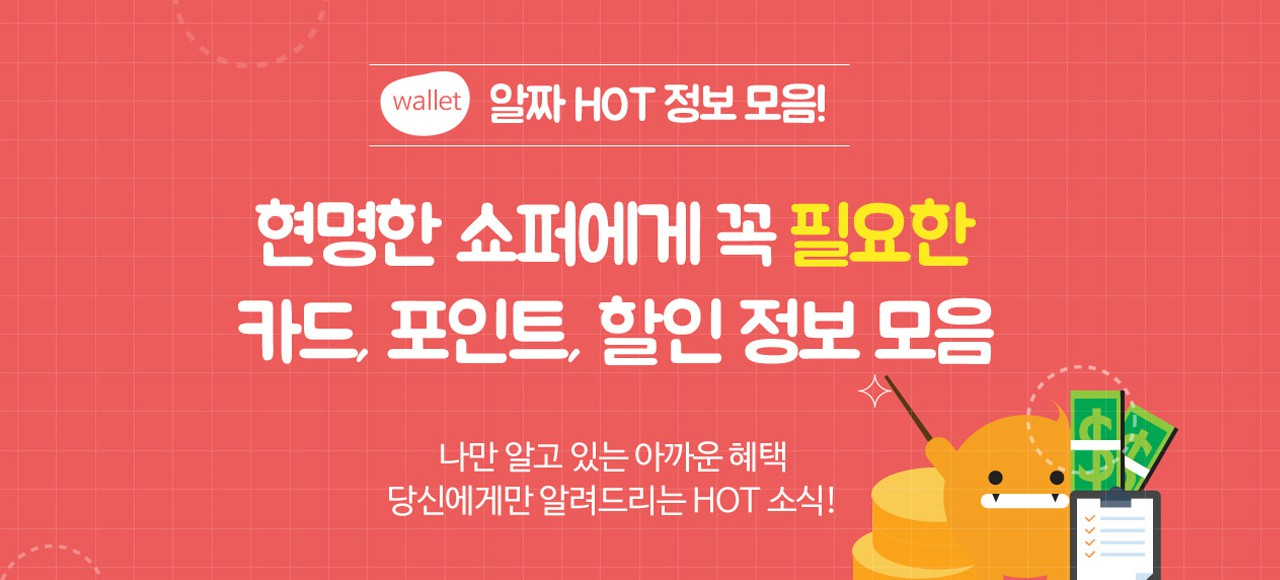 wallet 알짜 HOT 정보 모음!
현명한 쇼퍼에게 꼭 필요한
카드, 포인트, 할인 정보 모음
나만 알고 있는 아까운 혜택
당신에게만 알려드리는 HOT 소식!